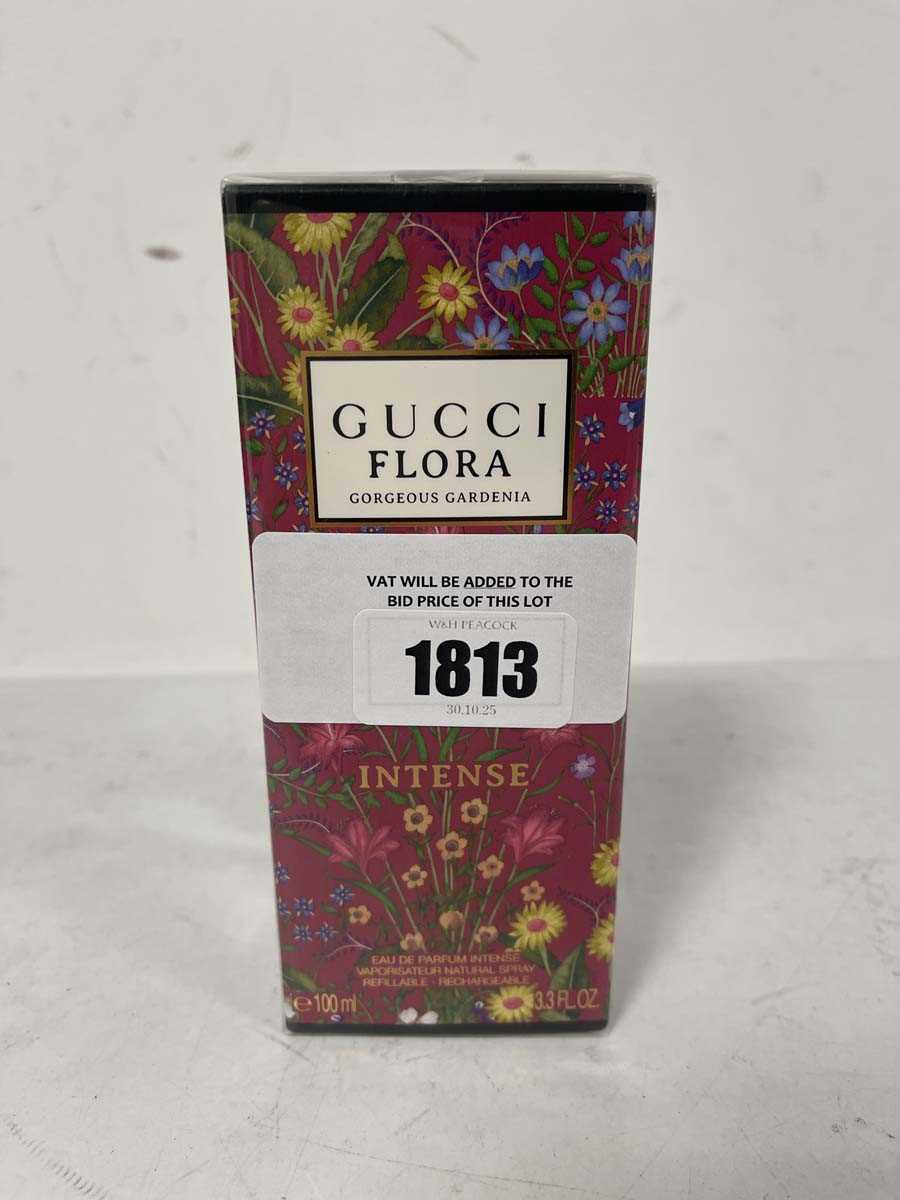 GUCCI
FLORA
GORGEOUS GARDENIA
VAT WILL BE ADDED TO THE
BID PRICE OF THIS LOT
W&H PEACOCK
1813
30.10.25
INTENSE
EAU DE PARFUM INTENSE
VAPORISATEUR NATURAL SPRAY
REFILLABLE - RECHARGEABLE
e 100 ml 3.3 FL.OZ.